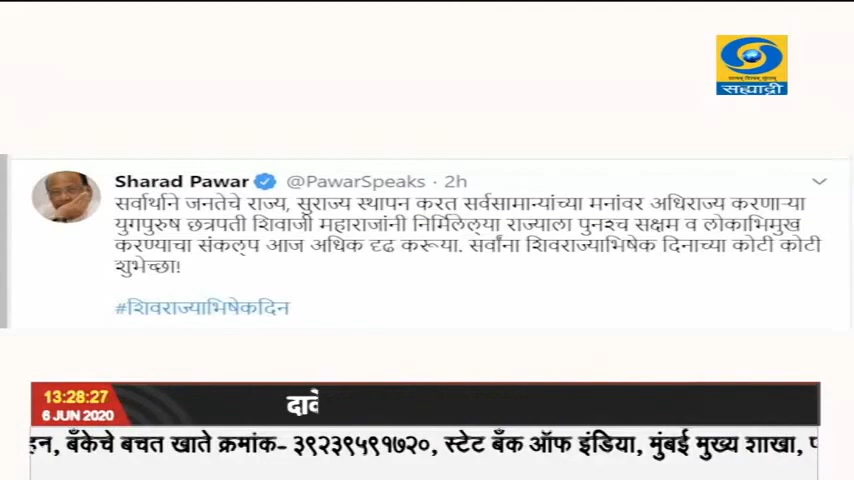 सह्याद्री
Sharad Pawar @PawarSpeaks · 2h
सर्वार्थाने जनतेचे राज्य, सुराज्य स्थापन करत सर्वसामान्यांच्या मनांवर अधिराज्य करणाऱ्या
युगपुरुष छत्रपती शिवाजी महाराजांनी निर्मिलेल्या राज्याला पुनश्च सक्षम व लोकाभिमुख
करण्याचा संकल्प आज अधिक दृढ करूया. सर्वांना शिवराज्याभिषेक दिनाच्या कोटी कोटी
शुभेच्छा!
#शिवराज्याभिषेकदिन
13:28:27
6 JUN 2020
बँकेचे बचत खाते क्रमांक- ३९२३९५९१७२०, स्टेट बँक ऑफ इंडिया, मुंबई मुख्य शाखा,